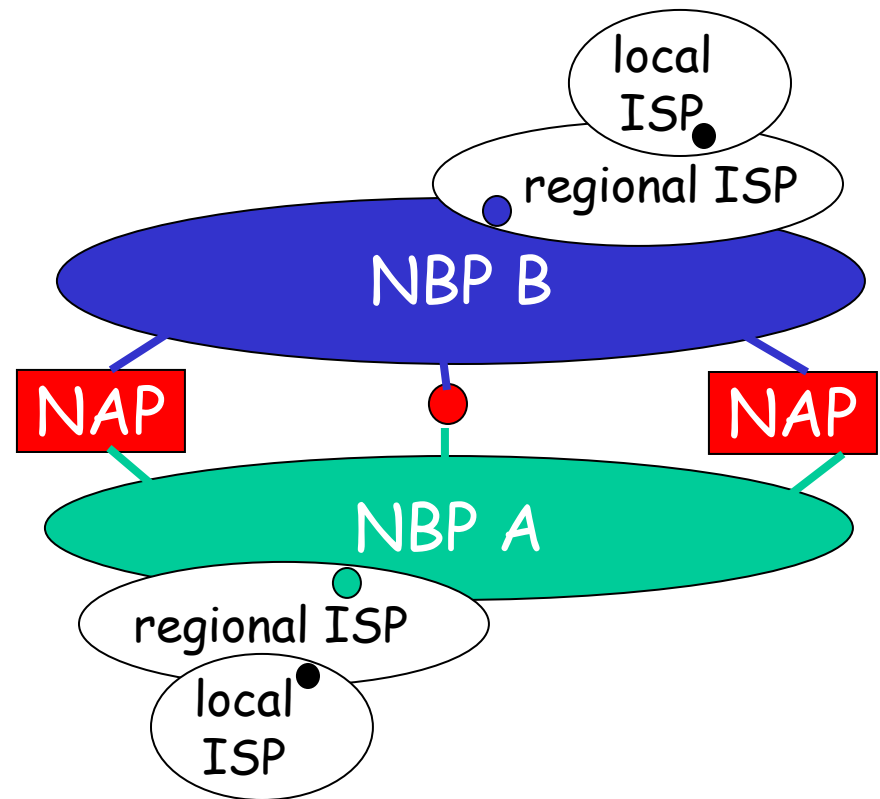 local
ISP
regional ISP
NBP B
NAP
NAP
NBP A
regional ISP
local
ISP